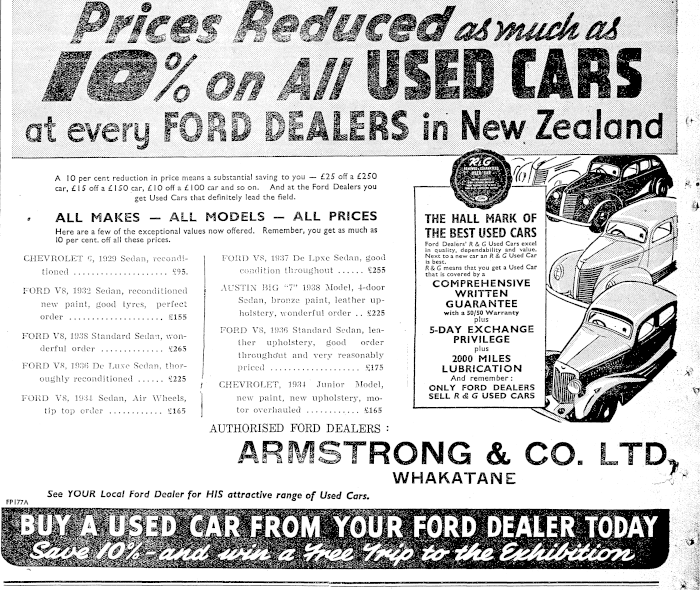 Prices Reduced as much as
10% on All USED CARS
at every FORD DEALERS in New Zealand
A 10 per cent reduction in price means a substantial saving to you — £25 off a £250
car, £15 off a £150 car, £10 off a £100 car and so on. And at the Ford Dealers you
get Used Cars that definitely lead the field.
ALL MAKES — ALL MODELS — ALL PRICES
Here are a few of the exceptional values now offered. Remember, you get as much as
10 per cent. off all these prices.
CHEVROLET 6, 1929 Sedan, recondi-
tioned .................... £95.
FORD V8, 1932 Sedan, reconditioned
new paint, good tyres, perfect
order .................... £155
FORD V8, 1938 Standard Sedan, won-
derful order ............... £265
FORD V8, 1936 De Luxe Sedan, thor-
oughly reconditioned ...... £225
FORD V8, 1934 Sedan, Air Wheels,
tip top order ............ £165
FORD V8, 1937 De Lpxe Sedan, good
condition throughout ...... £255
AUSTIN BIG "7" 1938 Model, 4-door
Sedan, bronze paint, leather up-
holstery, wonderful order .. £225
FORD V8, 1936 Standard Sedan, lea-
ther upholstery, good order
throughout and very reasonably
priced .................... £175
CHEVROLET, 1934 Junior Model,
new paint, new upholstery, mo-
tor overhauled ............ £165
R&G
THE HALL MARK OF
THE BEST USED CARS
Ford Dealers' R & G Used Cars excel
in quality, dependability and value.
Next to a new car an R & G Used Car
is best.
R & G means that you get a Used Car
that is covered by a
COMPREHENSIVE
WRITTEN
GUARANTEE
with a 50/50 Warranty
plus
5-DAY EXCHANGE
PRIVILEGE
plus
2000 MILES
LUBRICATION
And remember:
ONLY FORD DEALERS
SELL R & G USED CARS
AUTHORISED FORD DEALERS :
ARMSTRONG & CO. LTD,
WHAKATANE
See YOUR Local Ford Dealer for HIS attractive range of Used Cars.
FP177A
BUY A USED CAR FROM YOUR FORD DEALER TODAY
Save 10% - and win a Free Trip to the Exhibition